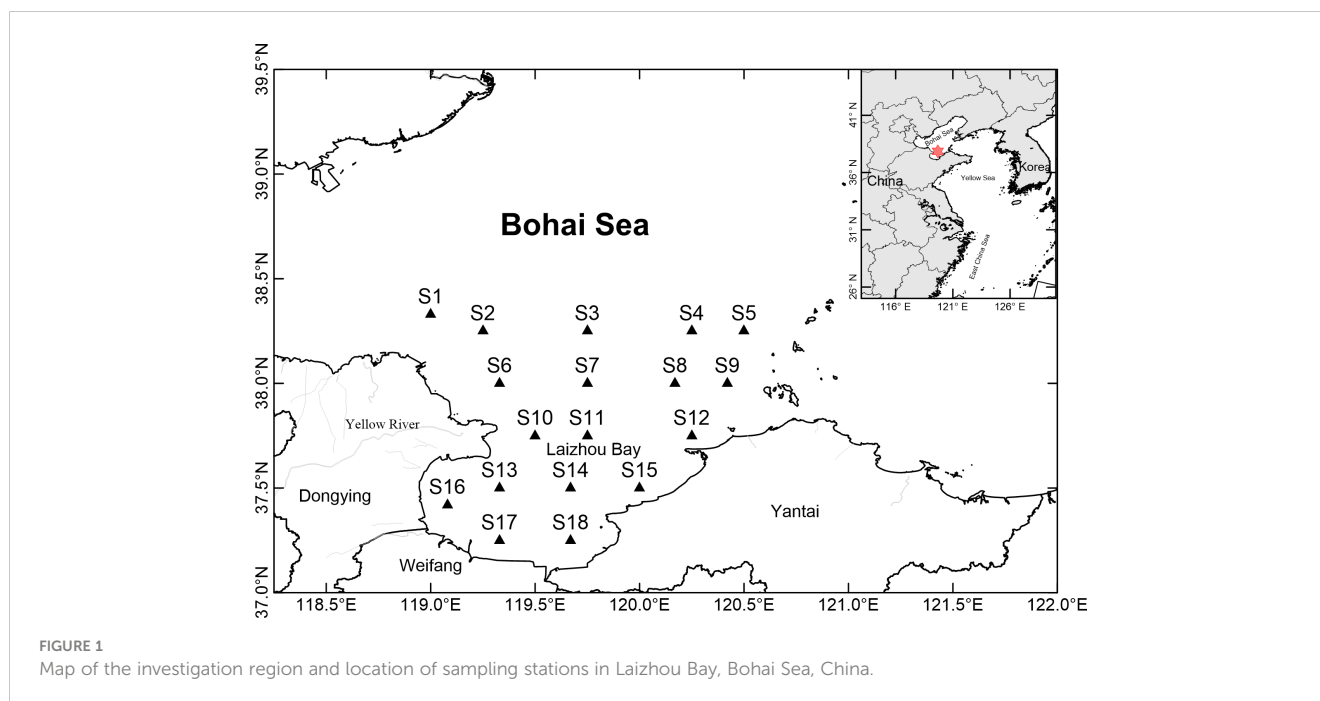 39.5°N
39.0°N
38.5°N
38.0°N
37.5°N
37.0°N
118.5°E 119.0°E 119.5°E 120.0°E 120.5°E 121.0°E 121.5°E 122.0°E
Bohai Sea
S1
S2 S3 S4 S5
S6 S7 S8 S9
S10 S11 S12
Laizhou Bay
S13 S14 S15
S16
S17 S18
Yellow River
Dongying
Weifang
Yantai
41° N
36° N
31° N
26° N
116° E 121° E 126° E
Bohai Sea
China
Korea
Yellow Sea
East China Sea
FIGURE 1
Map of the investigation region and location of sampling stations in Laizhou Bay, Bohai Sea, China.